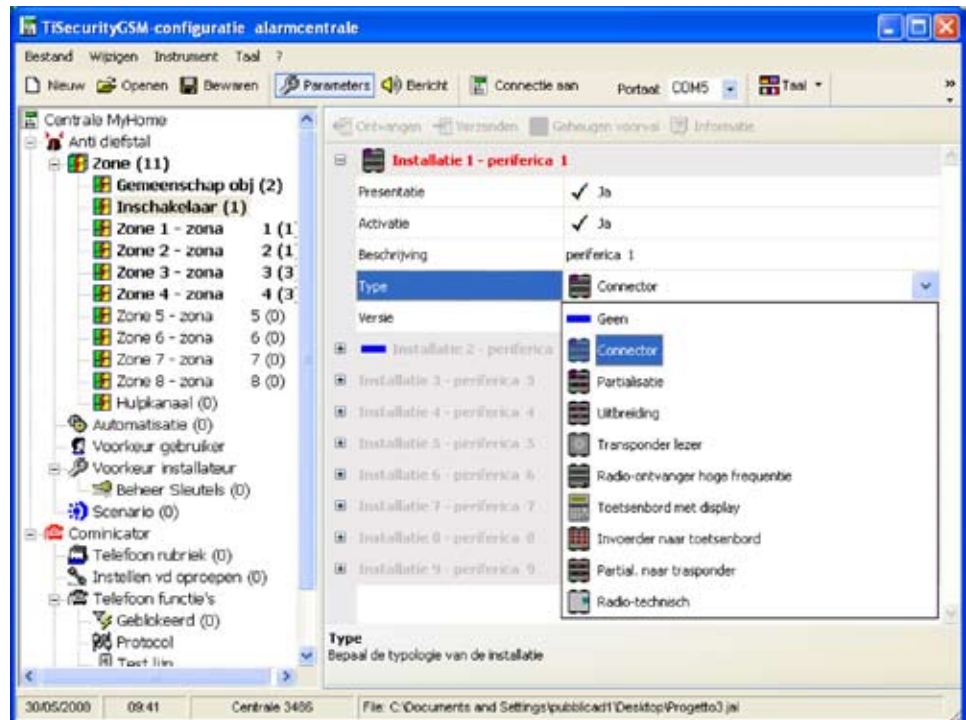 TiSecurityGSM-configuratie alarmcentrale
Bestand Wijzigen Instrument Taal ?
Nieuw Openen Bewaren Parameters Bericht Connectie aan Portaal: COM5 Taal
Centrale MyHome
Anti diefstal
Zone (11)
Gemeenschap obj (2)
Inschakelaar (1)
Zone 1 - zona 1 (1
Zone 2 - zona 2 (1
Zone 3 - zona 3 (3
Zone 4 - zona 4 (3
Zone 5 - zona 5 (0)
Zone 6 - zona 6 (0)
Zone 7 - zona 7 (0)
Zone 8 - zona 8 (0)
Hulpkanaal (0)
Automatisatie (0)
Voorkeur gebruiker
Voorkeur installateur
Beheer Sleutels (0)
Scenario (0)
Cominicator
Telefoon rubriek (0)
Instellen vd oproepen (0)
Telefoon functie's
Geblokeerd (0)
Protocol
Test lijn
Ontvangen Verzenden Geheugen voorval Informatie
Installatie 1 - periferica 1
Presentatie Ja
Activatie Ja
Beschrijving periferica 1
Type Connector
Versie
Geen
Connector
Partialisatie
Uitbreiding
Transponder lezer
Radio-ontvanger hoge frequentie
Toetsenbord met display
Invoerder naar toetsenbord
Partial. naar trasponder
Radio-technisch
Installatie 2 - periferica
Installatie 3 - periferica 3
Installatie 4 - periferica 4
Installatie 5 - periferica 5
Installatie 6 - periferica 6
Installatie 7 - periferica 7
Installatie 8 - periferica 8
Installatie 9 - periferica 9
Type
Bepaal de typologie van de installatie
30/05/2008 09:41 Centrale 3486 File: C:\Documents and Settings\pubblicad1\Desktop\Progetto3.jai